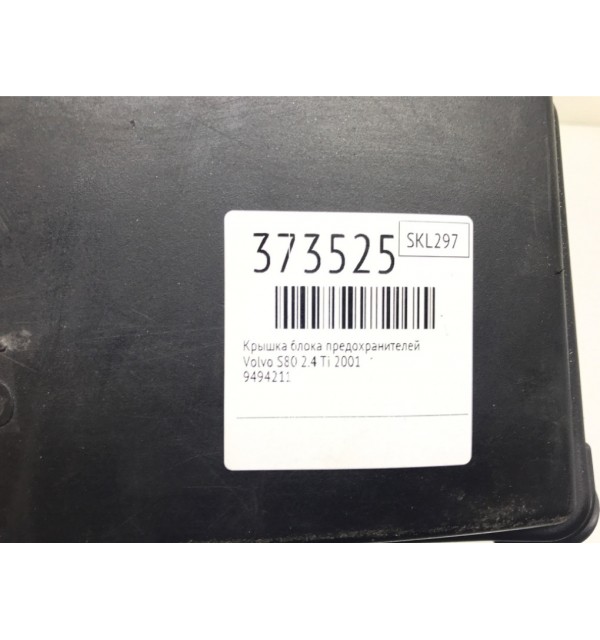 373525
SKL297
Крышка блока предохранителей
Volvo S80 2.4 Ti 2001
9494211